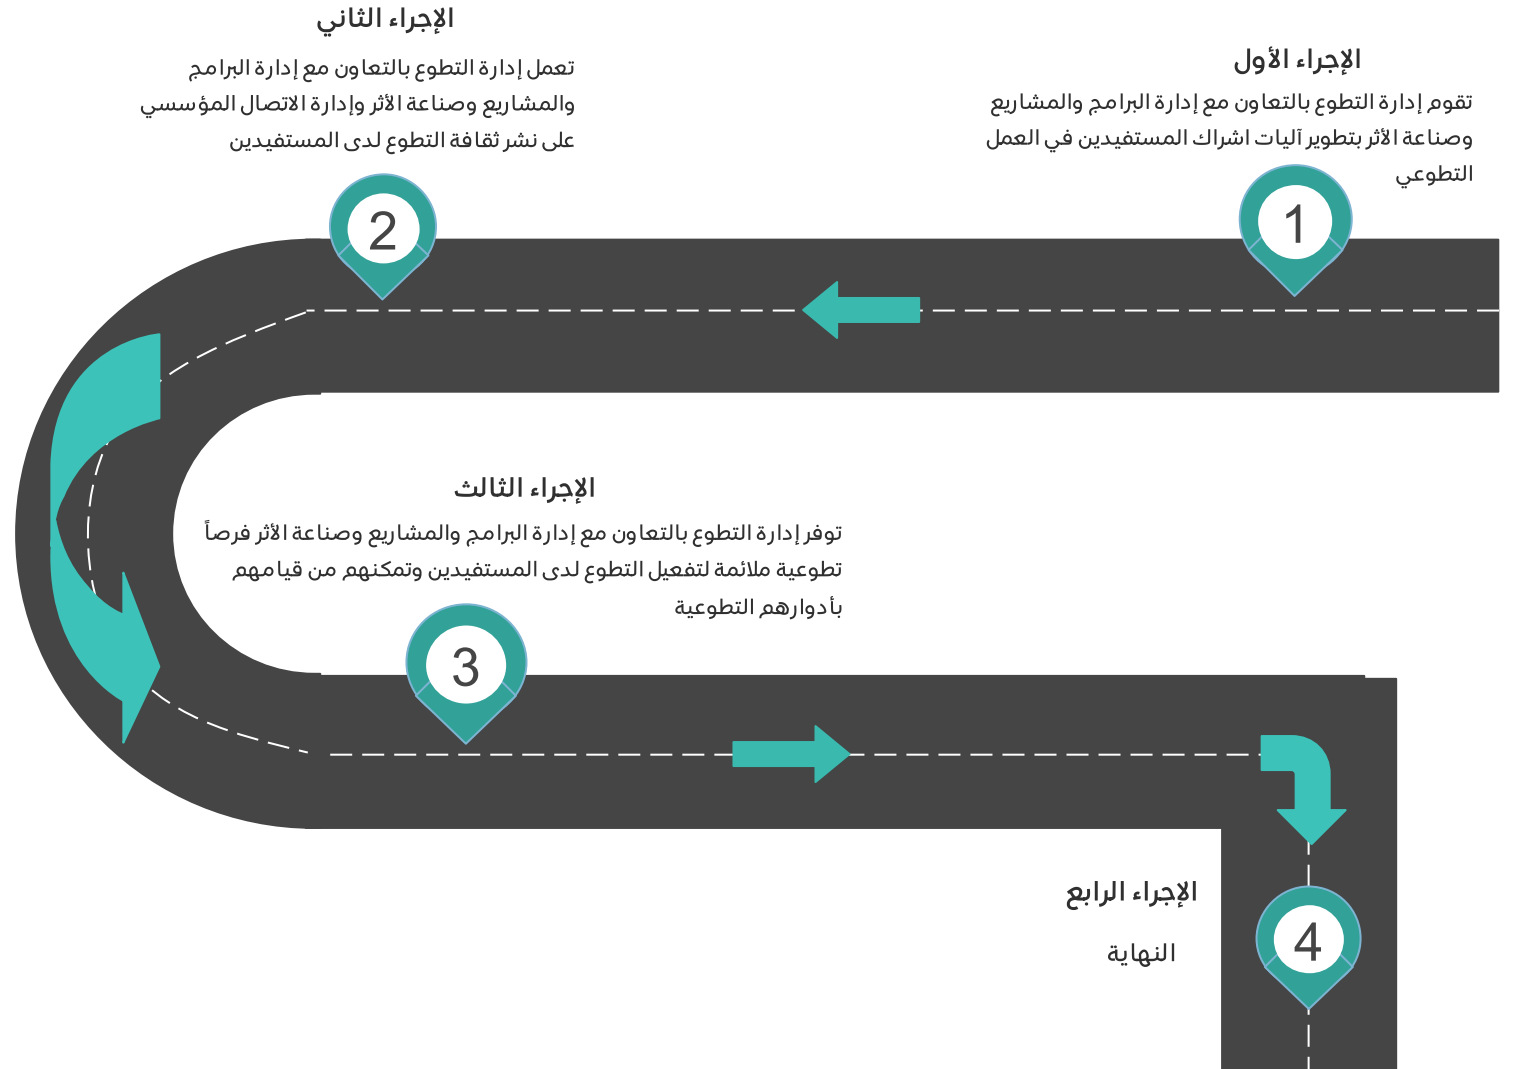 الإجراء الأول
تقوم إدارة التطوع بالتعاون مع إدارة البرامج والمشاريع
وصناعة الأثر بتطوير آليات اشراك المستفيدين في العمل
التطوعي
1
الإجراء الثاني
تعمل إدارة التطوع بالتعاون مع إدارة البرامج
والمشاريع وصناعة الأثر وإدارة الاتصال المؤسسي
على نشر ثقافة التطوع لدى المستفيدين
2
الإجراء الثالث
توفر إدارة التطوع بالتعاون مع إدارة البرامج والمشاريع وصناعة الأثر فرصاً
تطوعية ملائمة لتفعيل التطوع لدى المستفيدين وتمكنهم من قيامهم
بأدوارهم التطوعية
3
الإجراء الرابع
النهاية
4